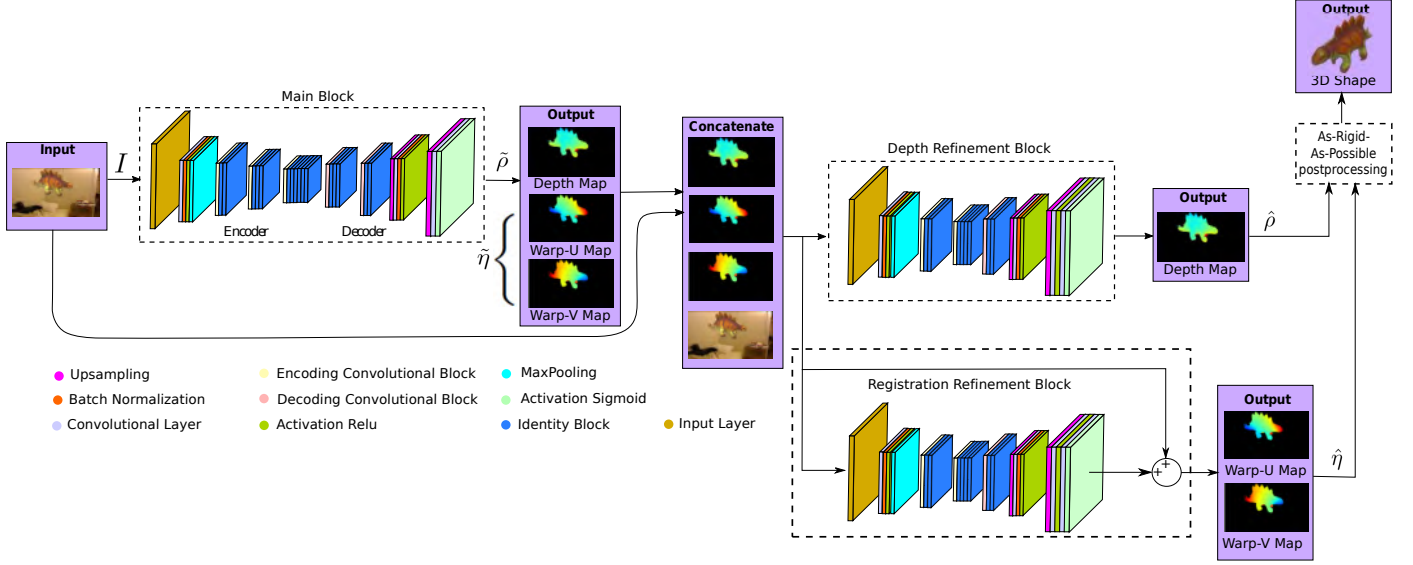 Output
3D Shape
As-Rigid-
As-Possible
postprocessing
Main Block
Input
I
Encoder
Decoder
ρ̃
η̃
Output
Depth Map
Warp-U Map
Warp-V Map
Concatenate
Depth Refinement Block
Output
Depth Map
ρ̂
Registration Refinement Block
+
+
Output
Warp-U Map
Warp-V Map
η̂
Upsampling
Batch Normalization
Convolutional Layer
Encoding Convolutional Block
Decoding Convolutional Block
Activation Relu
MaxPooling
Activation Sigmoid
Identity Block
Input Layer